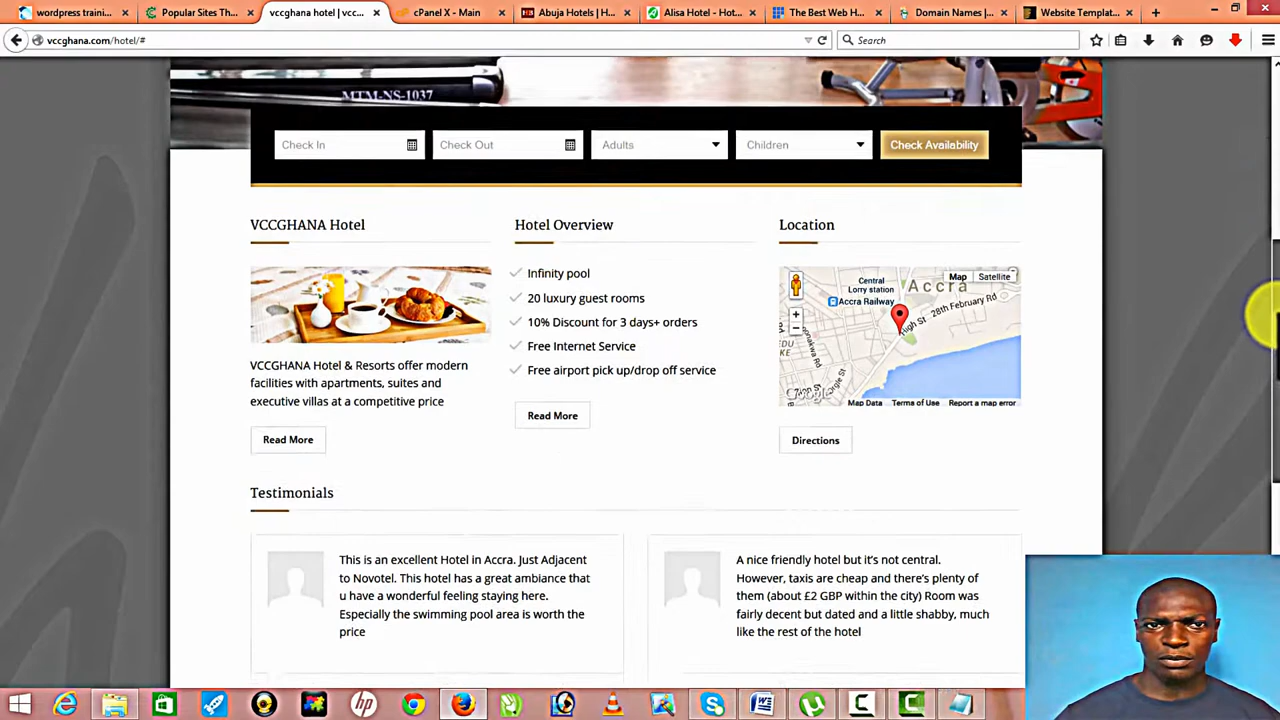 wordpress traini...
Popular Sites Th...
vccghana hotel | vcc...
cPanel X - Main
Abuja Hotels | H...
Alisa Hotel - Hot...
The Best Web H...
Domain Names |...
Website Templat...
vccghana.com/hotel/#
Search
MTM-NS-1037
Check In
Check Out
Adults
Children
Check Availability
VCCGHANA Hotel
VCCGHANA Hotel & Resorts offer modern
facilities with apartments, suites and
executive villas at a competitive price
Read More
Hotel Overview
Infinity pool
20 luxury guest rooms
10% Discount for 3 days+ orders
Free Internet Service
Free airport pick up/drop off service
Read More
Location
Map
Satellite
Central
Lorry station
Accra
Accra Railway
28th February Rd
Map Data
Terms of Use
Report a map error
Directions
Testimonials
This is an excellent Hotel in Accra. Just Adjacent
to Novotel. This hotel has a great ambiance that
u have a wonderful feeling staying here.
Especially the swimming pool area is worth the
price
A nice friendly hotel but it's not central.
However, taxis are cheap and there's plenty of
them (about £2 GBP within the city) Room was
fairly decent but dated and a little shabby, much
like the rest of the hotel